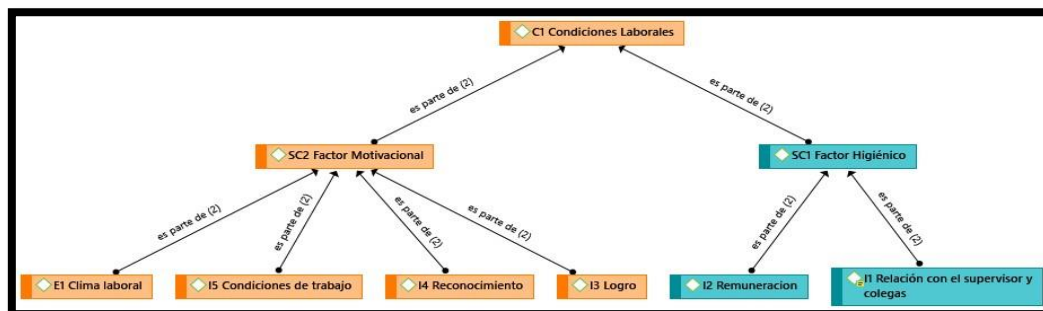 C1 Condiciones Laborales
es parte de (2)
es parte de (2)
SC2 Factor Motivacional
SC1 Factor Higiénico
es parte de (2)
es parte de (2)
es parte de (2)
es parte de (2)
es parte de (2)
es parte de (2)
E1 Clima laboral
I5 Condiciones de trabajo
I4 Reconocimiento
I3 Logro
I2 Remuneracion
I1 Relación con el supervisor y
colegas